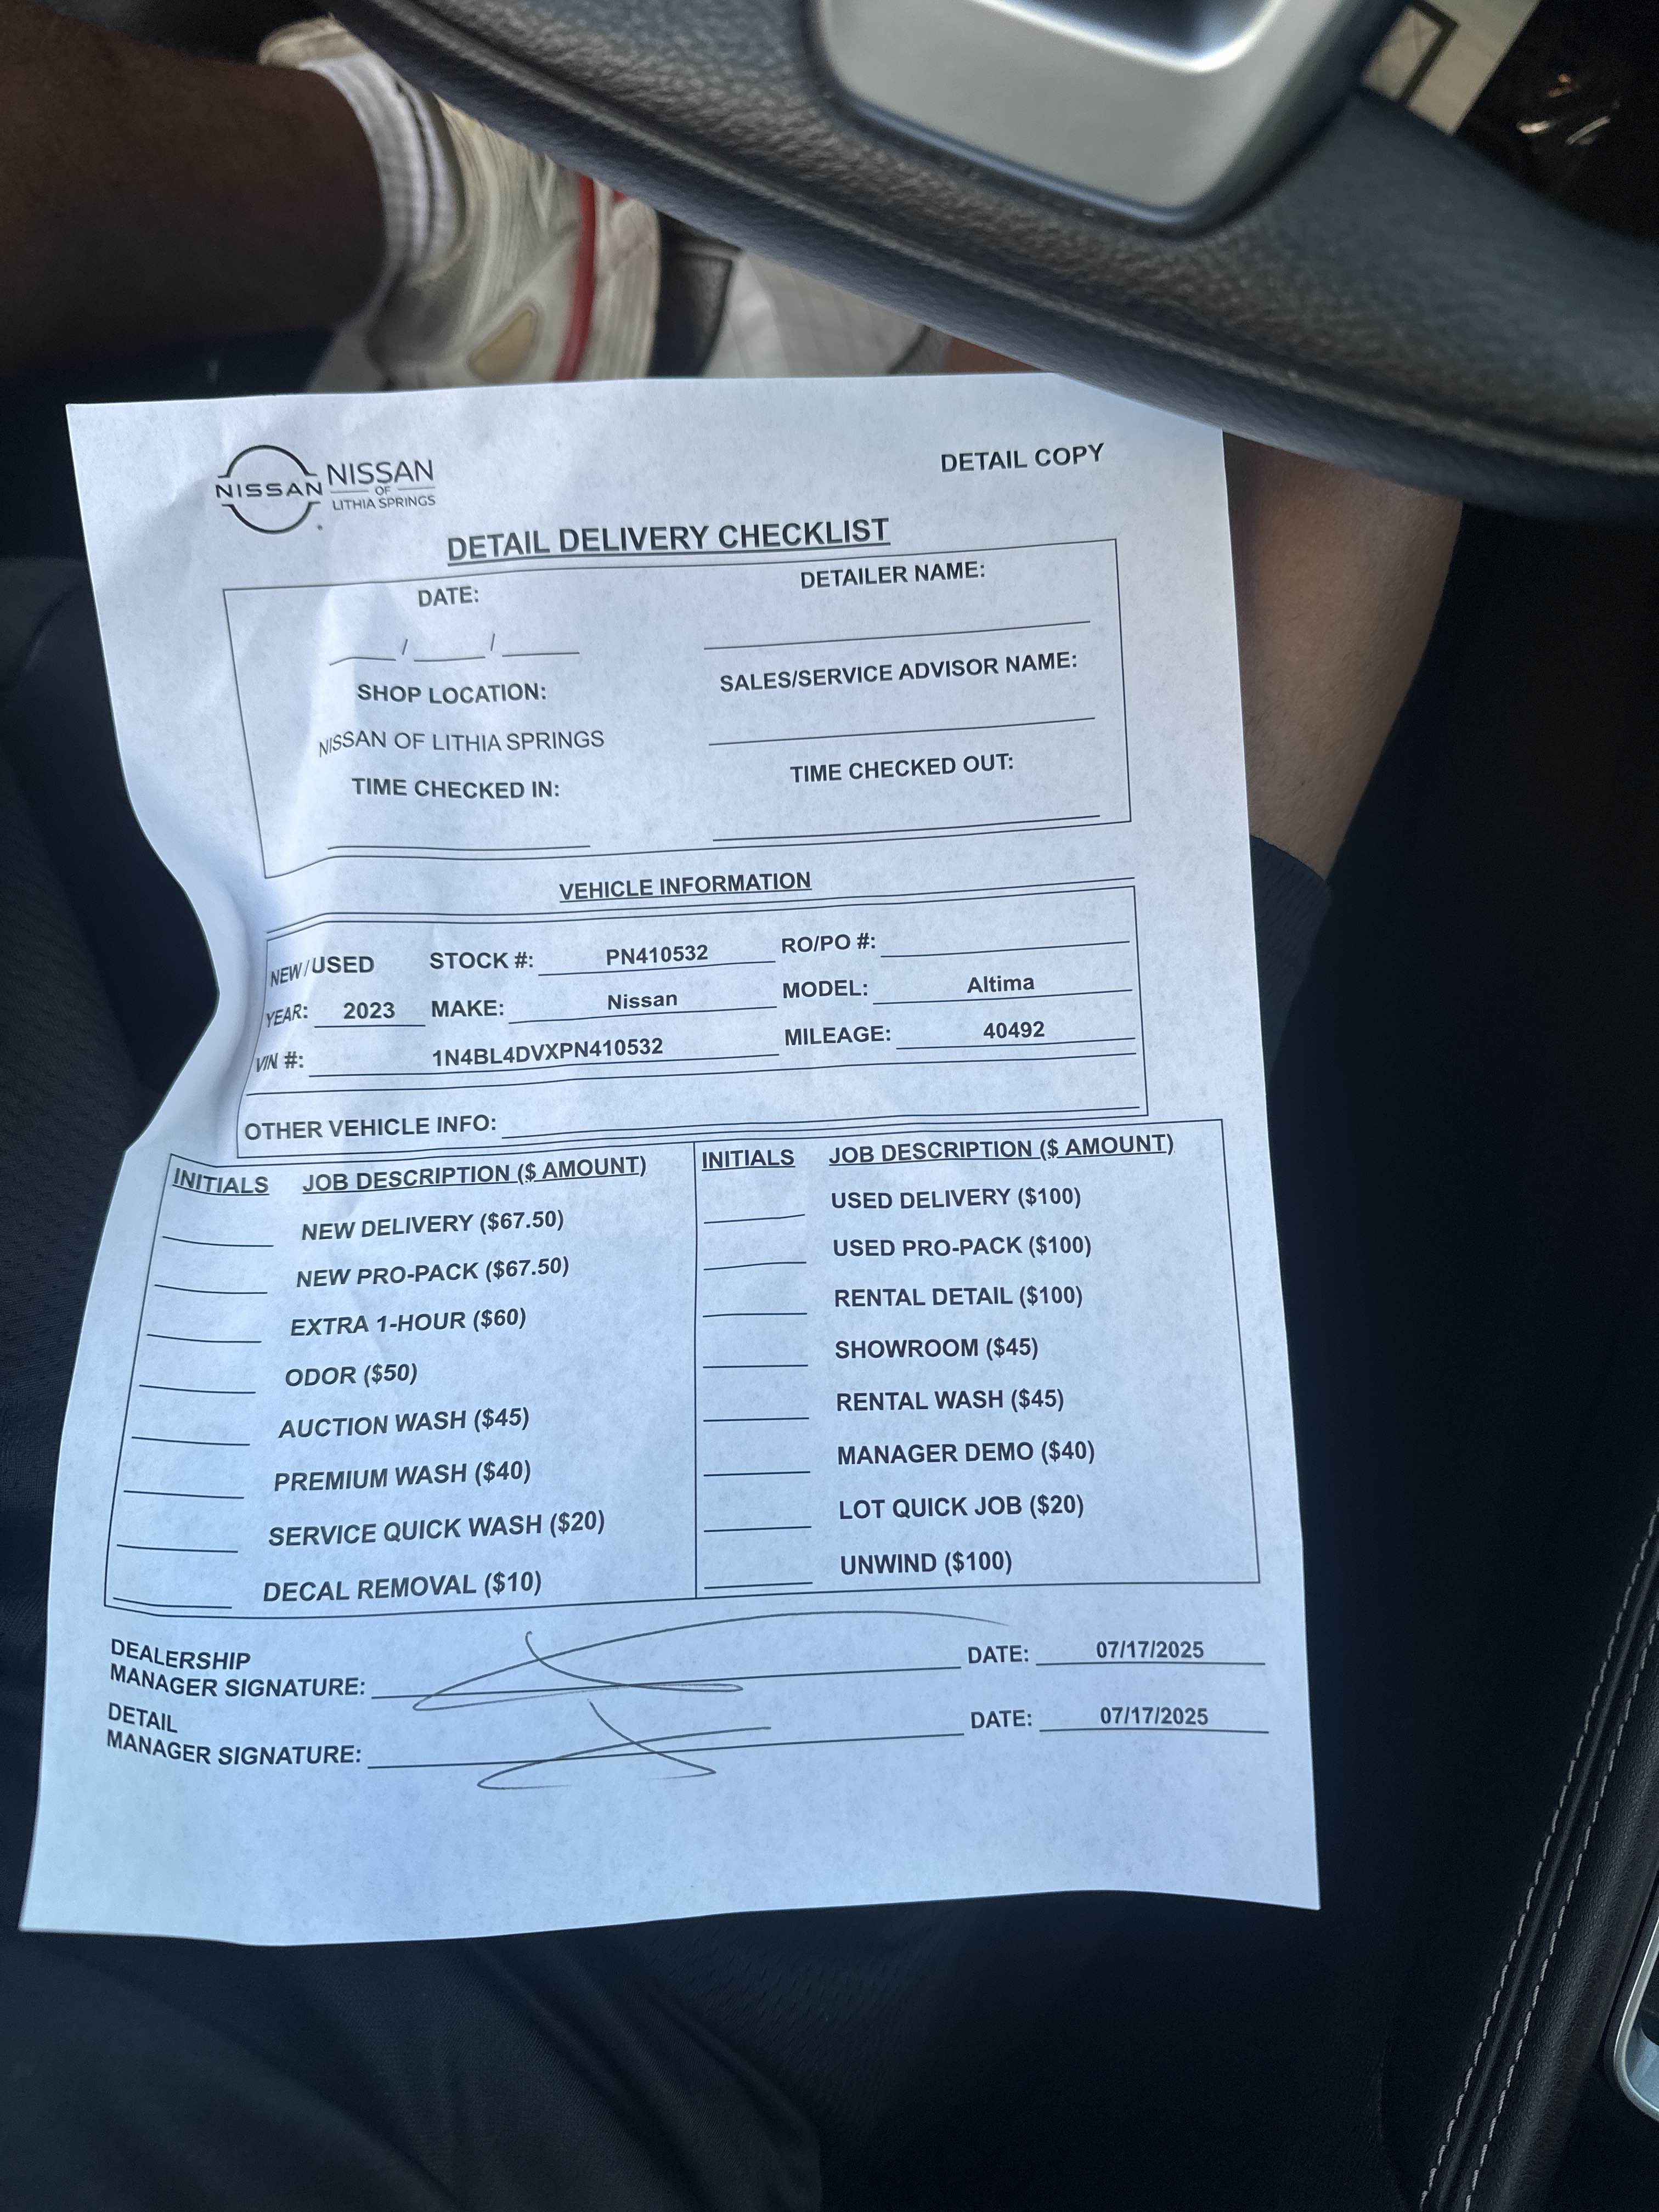 NISSAN NISSAN
OF
LITHIA SPRINGS
DETAIL COPY
DETAIL DELIVERY CHECKLIST
DATE:
DETAILER NAME:
___/___/___
SHOP LOCATION:
SALES/SERVICE ADVISOR NAME:
NISSAN OF LITHIA SPRINGS
TIME CHECKED IN:
TIME CHECKED OUT:
VEHICLE INFORMATION
NEW/USED STOCK #: PN410532 RO/PO #:
YEAR: 2023 MAKE: Nissan MODEL: Altima
VIN #: 1N4BL4DVXPN410532 MILEAGE: 40492
OTHER VEHICLE INFO:
INITIALS JOB DESCRIPTION ($ AMOUNT)
NEW DELIVERY ($67.50)
NEW PRO-PACK ($67.50)
EXTRA 1-HOUR ($60)
ODOR ($50)
AUCTION WASH ($45)
PREMIUM WASH ($40)
SERVICE QUICK WASH ($20)
DECAL REMOVAL ($10)
INITIALS JOB DESCRIPTION ($ AMOUNT)
USED DELIVERY ($100)
USED PRO-PACK ($100)
RENTAL DETAIL ($100)
SHOWROOM ($45)
RENTAL WASH ($45)
MANAGER DEMO ($40)
LOT QUICK JOB ($20)
UNWIND ($100)
DEALERSHIP
MANAGER SIGNATURE: DATE: 07/17/2025
DETAIL
MANAGER SIGNATURE: DATE: 07/17/2025